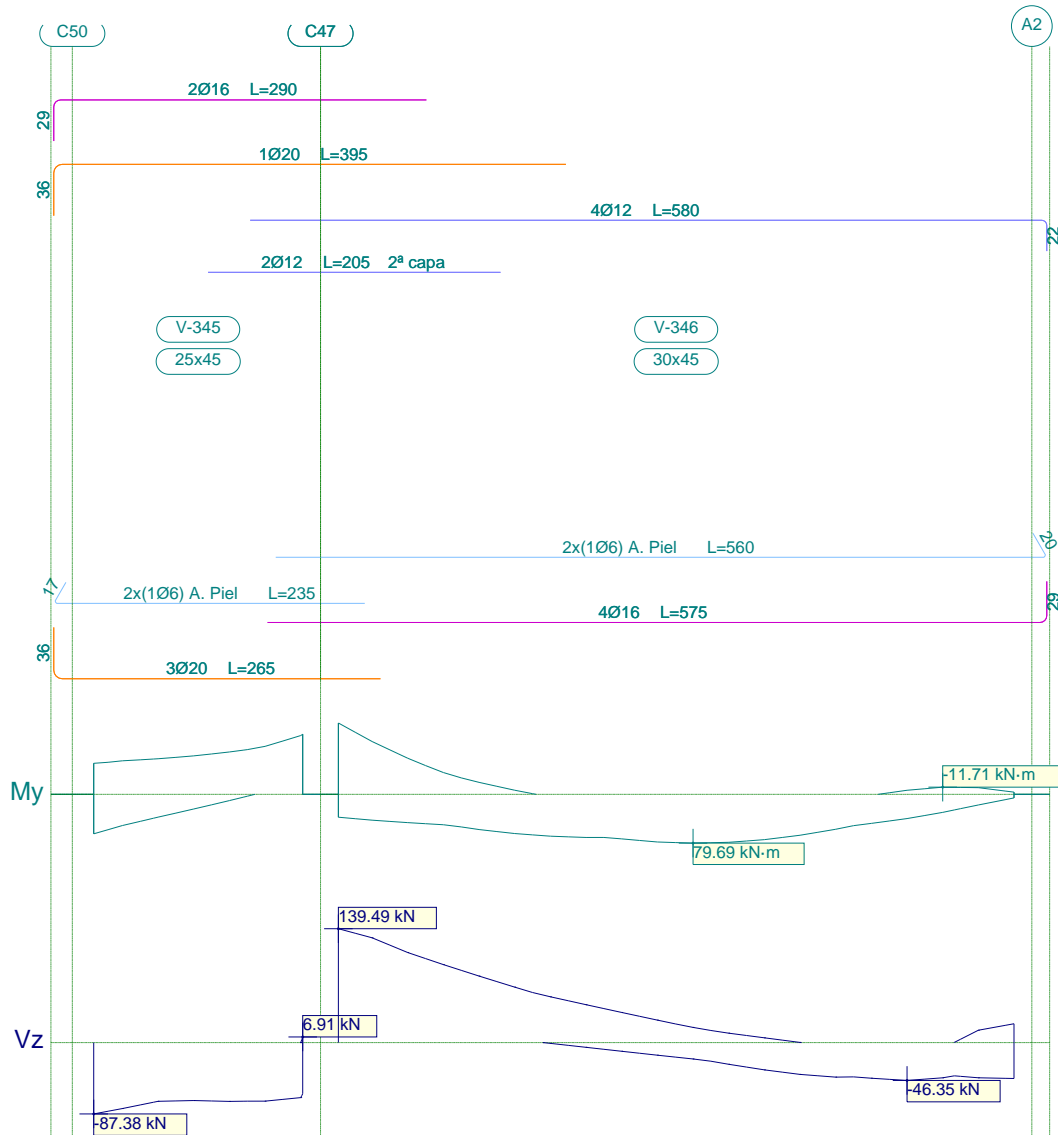 C50
C47
A2
2Ø16 L=290
29
1Ø20 L=395
36
4Ø12 L=580
22
2Ø12 L=205 2ª capa
V-345
25x45
V-346
30x45
2x(1Ø6) A. Piel L=560
20
17
2x(1Ø6) A. Piel L=235
29
4Ø16 L=575
36
3Ø20 L=265
My
-11.71 kN·m
79.69 kN·m
139.49 kN
6.91 kN
Vz
-46.35 kN
-87.38 kN